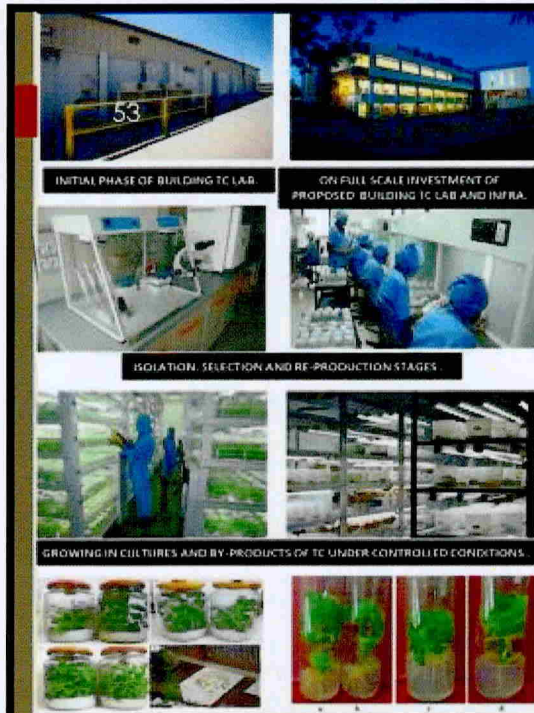 53
INITIAL PHASE OF BUILDING TC LAB.
ON FULL SCALE INVESTMENT OF
PROPOSED BUILDING TC LAB AND INFRA.
ISOLATION, SELECTION AND RE-PRODUCTION STAGES.
GROWING IN CULTURES AND BY-PRODUCTS OF TC UNDER CONTROLLED CONDITIONS.